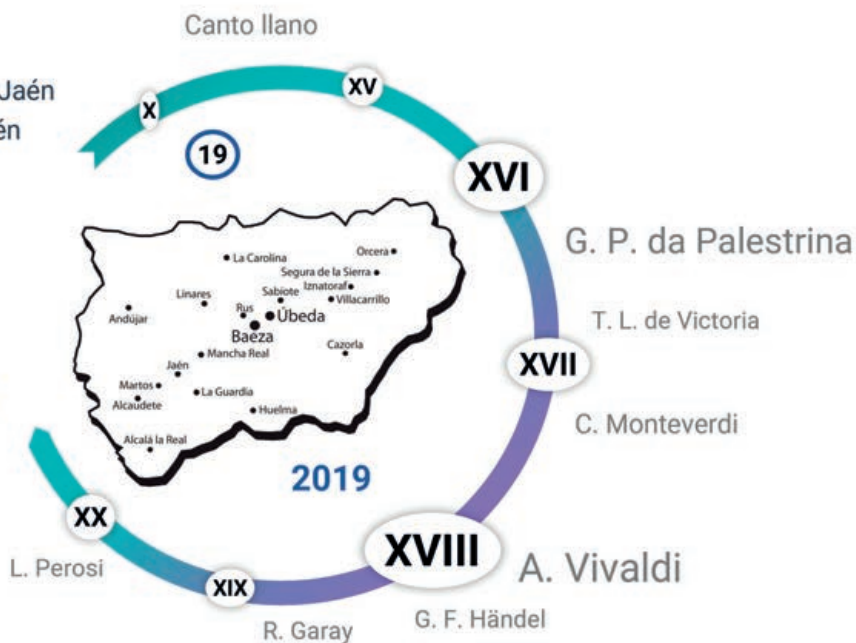 Canto llano
Jaén
én
X
XV
19
XVI
G. P. da Palestrina
Orcera
La Carolina
Segura de la Sierra
Iznatoraf
Linares
Sabiote
Villacarrillo
Andújar
Rus
Úbeda
Baeza
T. L. de Victoria
Mancha Real
Cazorla
XVII
Jaén
Martos
La Guardia
Alcaudete
Huelma
C. Monteverdi
Alcalá la Real
2019
XX
XVIII
A. Vivaldi
L. Perosi
XIX
G. F. Händel
R. Garay